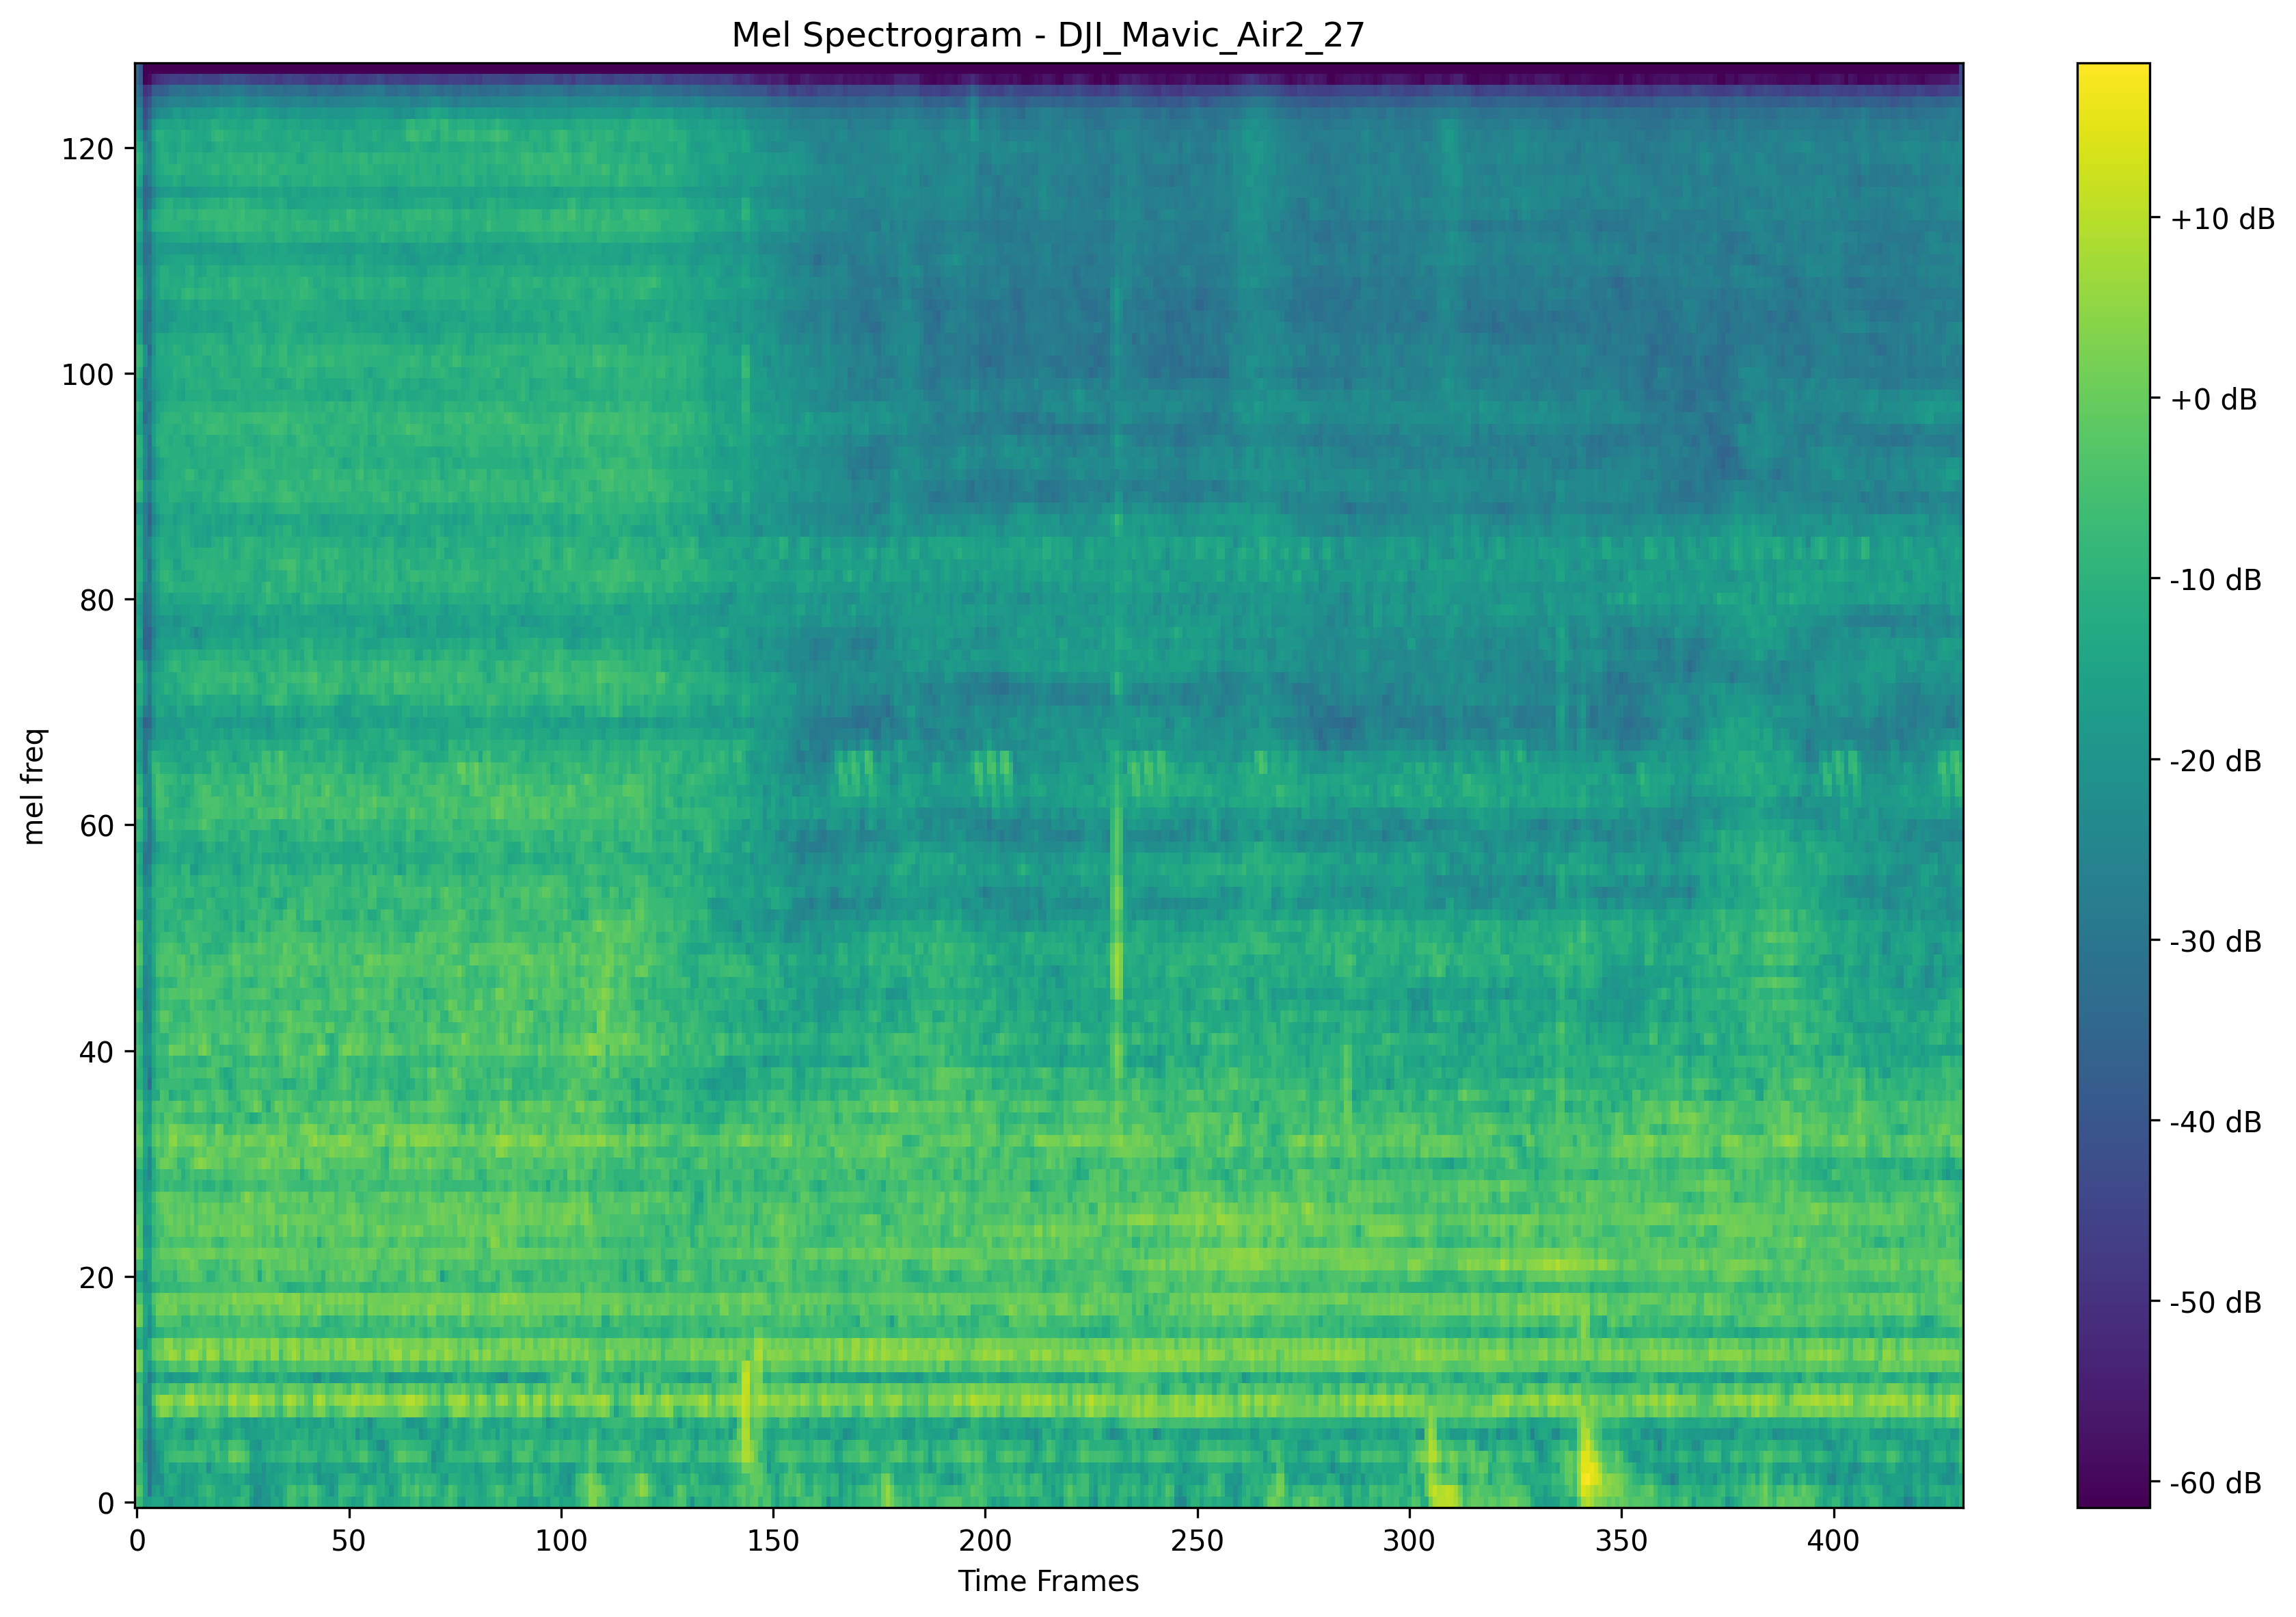 Mel Spectrogram - DJI_Mavic_Air2_27
mel freq
120
100
80
60
40
20
0
0 50 100 150 200 250 300 350 400
Time Frames
+10 dB
+0 dB
-10 dB
-20 dB
-30 dB
-40 dB
-50 dB
-60 dB